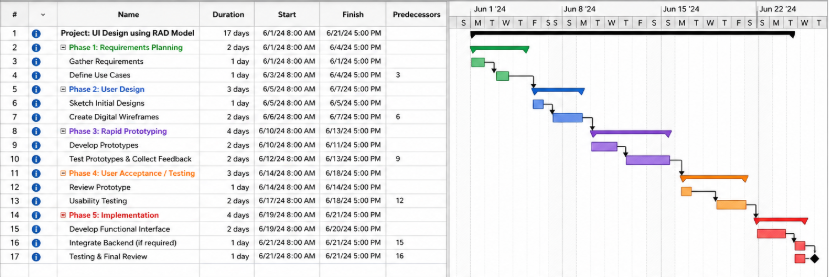 # Name Duration Start Finish Predecessors Jun 1 '24 Jun 8 '24 Jun 15 '24 Jun 22 '24
1 Project: UI Design using RAD Model 17 days 6/1/24 8:00 AM 6/21/24 5:00 PM
2 Phase 1: Requirements Planning 2 days 6/1/24 8:00 AM 6/4/24 5:00 PM
3 Gather Requirements 1 day 6/1/24 8:00 AM 6/1/24 5:00 PM
4 Define Use Cases 1 day 6/3/24 8:00 AM 6/4/24 5:00 PM 3
5 Phase 2: User Design 3 days 6/5/24 8:00 AM 6/7/24 5:00 PM
6 Sketch Initial Designs 1 day 6/5/24 8:00 AM 6/5/24 5:00 PM
7 Create Digital Wireframes 2 days 6/6/24 8:00 AM 6/7/24 5:00 PM 6
8 Phase 3: Rapid Prototyping 4 days 6/10/24 8:00 AM 6/13/24 5:00 PM
9 Develop Prototypes 2 days 6/10/24 8:00 AM 6/11/24 5:00 PM
10 Test Prototypes & Collect Feedback 2 days 6/12/24 8:00 AM 6/13/24 5:00 PM 9
11 Phase 4: User Acceptance / Testing 3 days 6/14/24 8:00 AM 6/18/24 5:00 PM
12 Review Prototype 1 day 6/14/24 8:00 AM 6/14/24 5:00 PM
13 Usability Testing 2 days 6/17/24 8:00 AM 6/18/24 5:00 PM 12
14 Phase 5: Implementation 4 days 6/19/24 8:00 AM 6/21/24 5:00 PM
15 Develop Functional Interface 2 days 6/19/24 8:00 AM 6/20/24 5:00 PM
16 Integrate Backend (if required) 1 day 6/21/24 8:00 AM 6/21/24 5:00 PM 15
17 Testing & Final Review 1 day 6/21/24 8:00 AM 6/21/24 5:00 PM 16